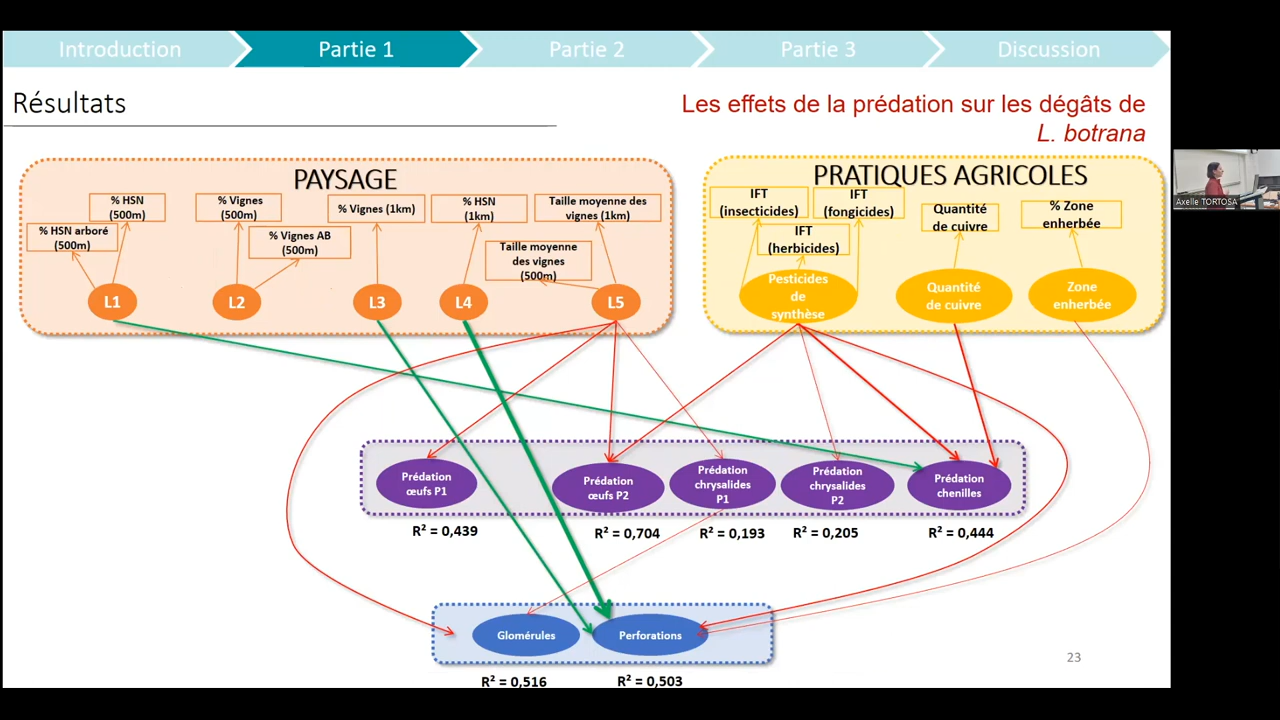 Introduction
Partie 1
Partie 2
Partie 3
Discussion
Résultats
Les effets de la prédation sur les dégâts de
L. botrana
PAYSAGE
% HSN
(500m)
% HSN arboré
(500m)
% Vignes
(500m)
% Vignes AB
(500m)
% Vignes (1km)
% HSN
(1km)
Taille moyenne des
vignes (1km)
Taille moyenne
des vignes
(500m)
L1
L2
L3
L4
L5
PRATIQUES AGRICOLES
IFT
(insecticides)
IFT
(herbicides)
IFT
(fongicides)
Quantité
de cuivre
% Zone
enherbée
Pesticides
de
synthèse
Quantité
de cuivre
Zone
enherbée
Axelle TORTOSA
Prédation
œufs P1
Prédation
œufs P2
Prédation
chrysalides
P1
Prédation
chrysalides
P2
Prédation
chenilles
R² = 0,439
R² = 0,704
R² = 0,193
R² = 0,205
R² = 0,444
Glomérules
Perforations
R² = 0,516
R² = 0,503
23